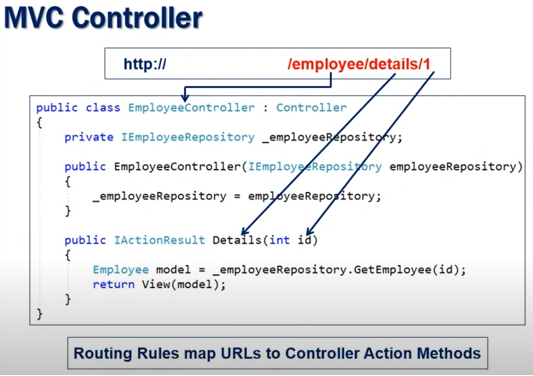 MVC Controller
http:// /employee/details/1
public class EmployeeController : Controller
{
private IEmployeeRepository _employeeRepository;
public EmployeeController(IEmployeeRepository employeeRepository)
{
_employeeRepository = employeeRepository;
}
public IActionResult Details(int id)
{
Employee model = _employeeRepository.GetEmployee(id);
return View(model);
}
}
Routing Rules map URLs to Controller Action Methods